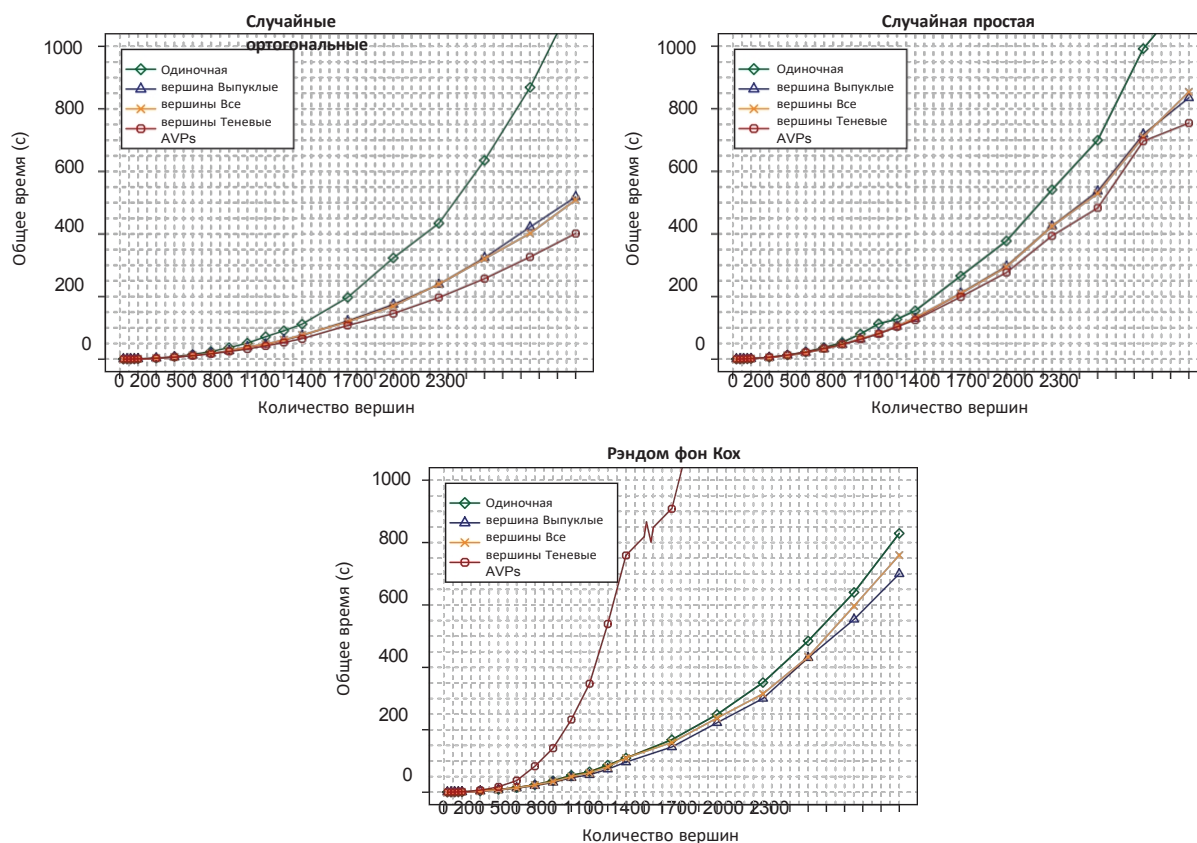 Случайные
ортогональные
1000
800
600
400
200
0
Общее время (с)
Одиночная
вершина Выпуклые
вершины Все
вершины Теневые
AVPs
0 200 500 800 1100 1400 1700 2000 2300
Количество вершин
Случайная простая
1000
800
600
400
200
0
Общее время (с)
Одиночная
вершина Выпуклые
вершины Все
вершины Теневые
AVPs
0 200 500 800 1100 1400 1700 2000 2300
Количество вершин
Рэндом фон Кох
1000
800
600
400
200
0
Общее время (с)
Одиночная
вершина Выпуклые
вершины Все
вершины Теневые
AVPs
0 200 500 800 1100 1400 1700 2000 2300
Количество вершин